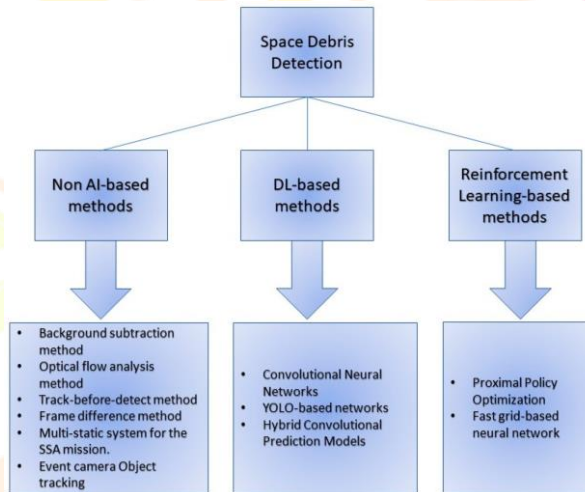 Space Debris
Detection
Non AI-based
methods
DL-based
methods
Reinforcement
Learning-based
methods
• Background subtraction
method
• Optical flow analysis
method
• Track-before-detect method
• Frame difference method
• Multi-static system for the
SSA mission.
• Event camera Object
tracking
• Convolutional Neural
Networks
• YOLO-based networks
• Hybrid Convolutional
Prediction Models
• Proximal Policy
Optimization
• Fast grid-based
neural network